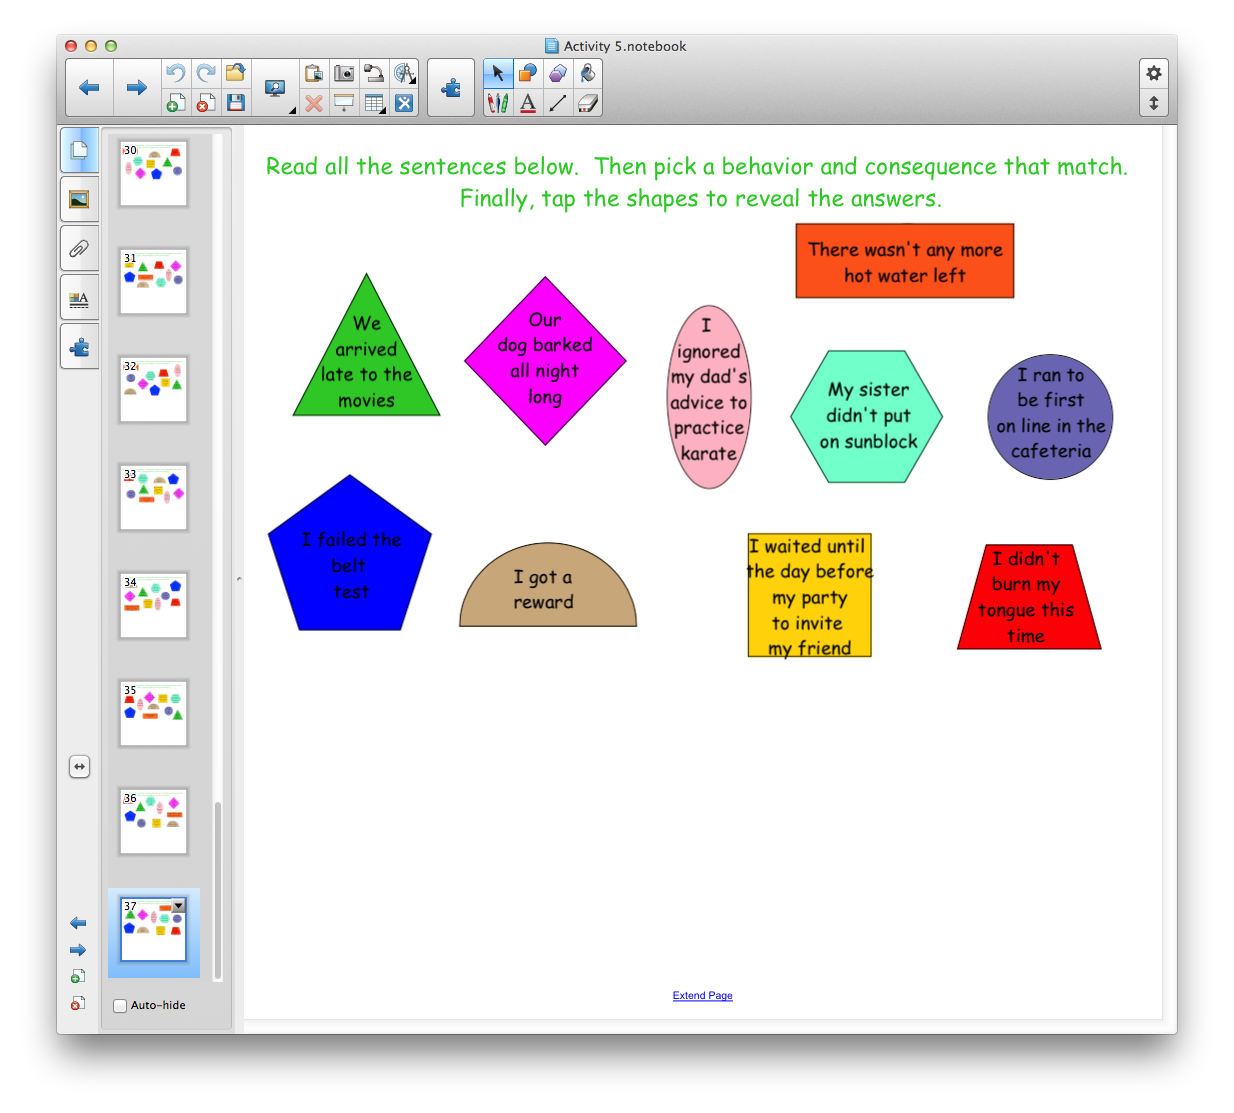 Activity 5.notebook
Read all the sentences below. Then pick a behavior and consequence that match.
Finally, tap the shapes to reveal the answers.
There wasn't any more
hot water left
We
arrived
late to the
movies
Our
dog barked
all night
long
I
ignored
my dad's
advice to
practice
karate
My sister
didn't put
on sunblock
I ran to
be first
on line in the
cafeteria
I failed the
belt
test
I got a
reward
I waited until
the day before
my party
to invite
my friend
I didn't
burn my
tongue this
time
30
31
32
33
34
35
36
37
Auto-hide
Extend Page